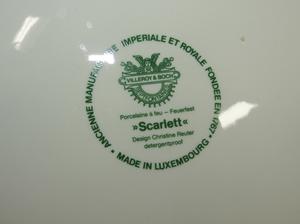 • ANCIENNE MANUFACTURE IMPERIALE ET ROYALE FONDEE EN 1767 •
VILLEROY & BOCH
Porcelaine à feu – Feuerfest
»Scarlett«
Design Christine Reuter
detergentproof
MADE IN LUXEMBOURG